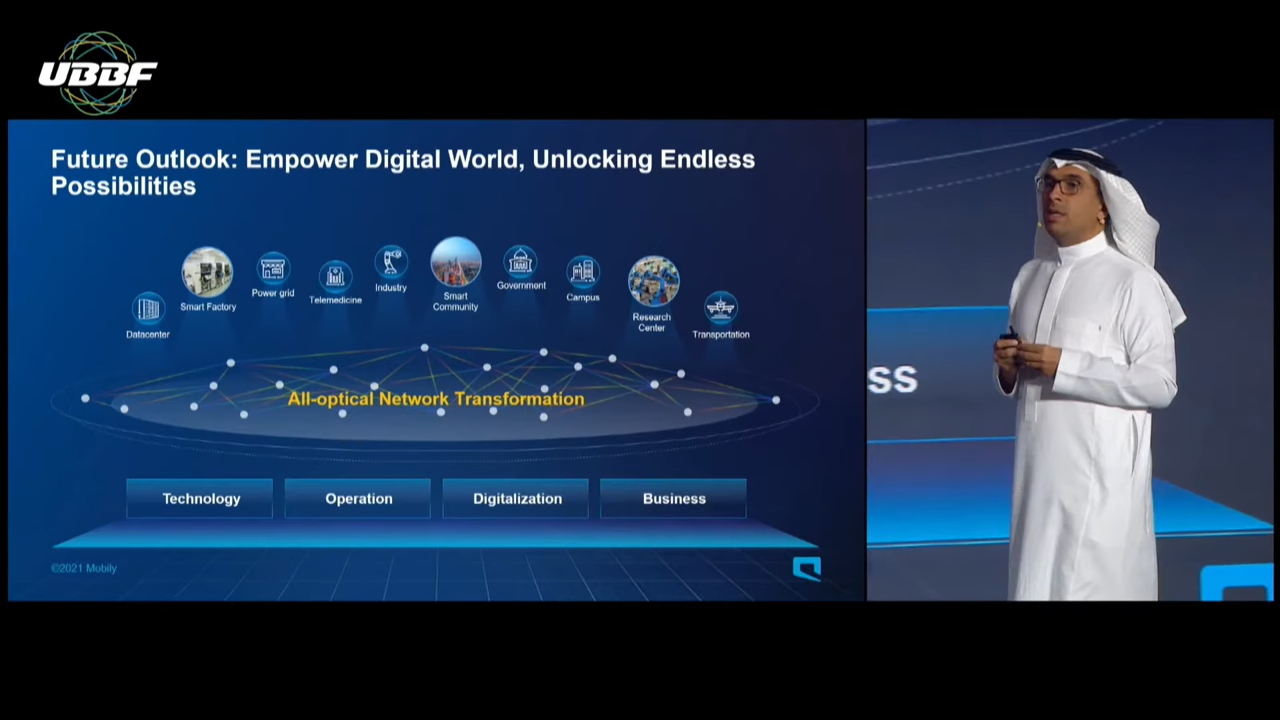 UBBF
Future Outlook: Empower Digital World, Unlocking Endless
Possibilities
Datacenter
Smart Factory
Power grid
Telemedicine
Industry
Smart
Community
Government
Campus
Research
Center
Transportation
All-optical Network Transformation
Technology
Operation
Digitalization
Business
©2021 Mobily
ss